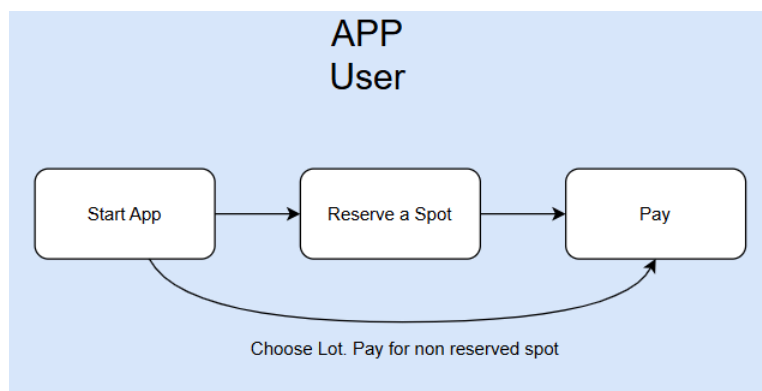 APP
User
Start App
Reserve a Spot
Pay
Choose Lot. Pay for non reserved spot